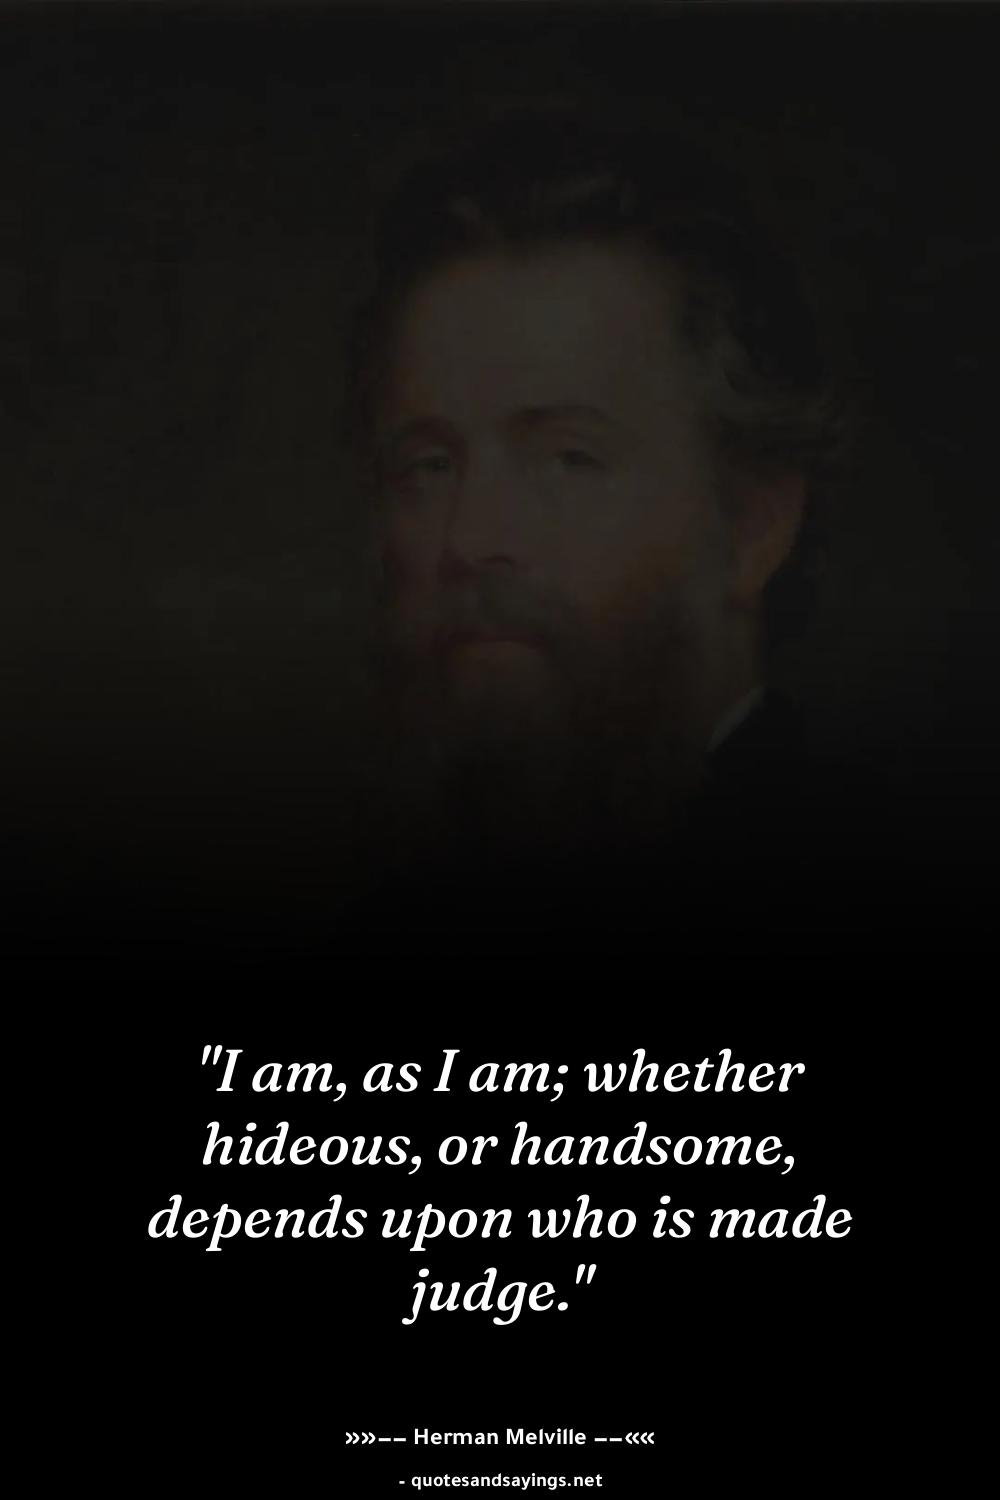 "I am, as I am; whether
hideous, or handsome,
depends upon who is made
judge."
»»–– Herman Melville ––««
- quotesandsayings.net